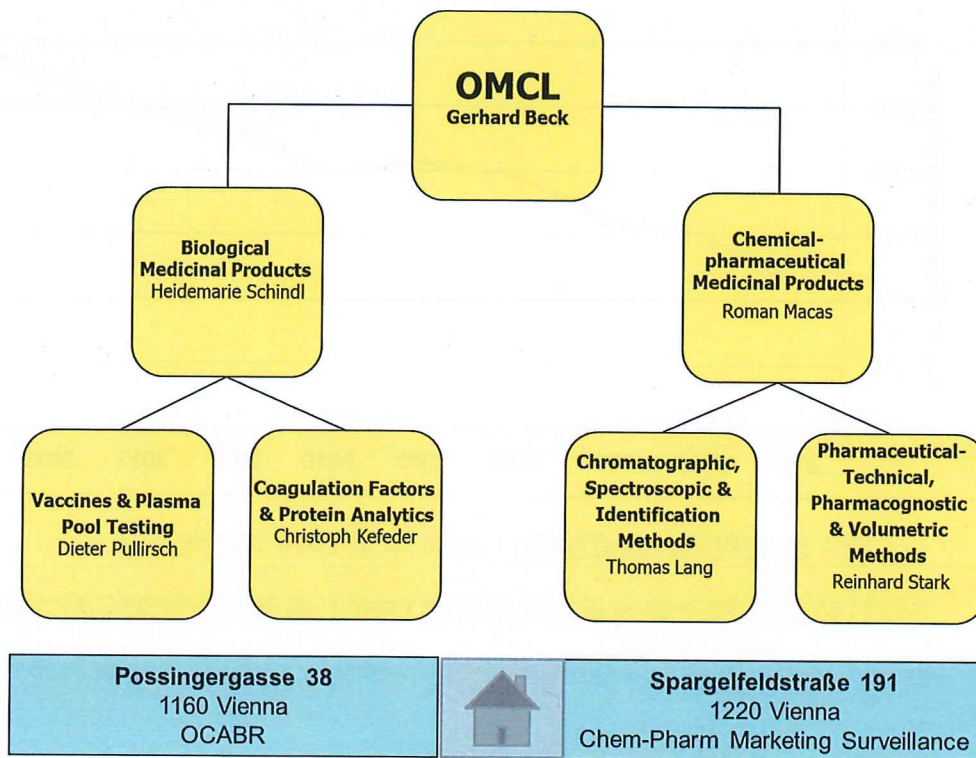 OMCL
Gerhard Beck
Biological
Medicinal Products
Heidemarie Schindl
Chemical-
pharmaceutical
Medicinal Products
Roman Macas
Vaccines & Plasma
Pool Testing
Dieter Pullirsch
Coagulation Factors
& Protein Analytics
Christoph Kefeder
Chromatographic,
Spectroscopic &
Identification
Methods
Thomas Lang
Pharmaceutical-
Technical,
Pharmacognostic
& Volumetric
Methods
Reinhard Stark
Possingergasse 38
1160 Vienna
OCABR
Spargelfeldstraße 191
1220 Vienna
Chem-Pharm Marketing Surveillance